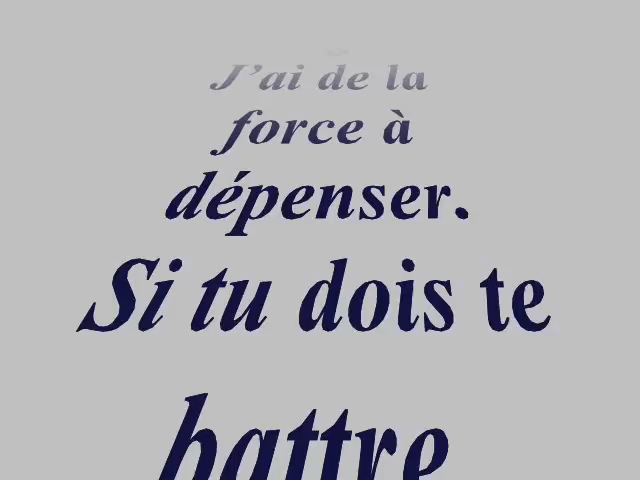 J’ai de la
force à
dépenser.
Si tu dois te
battre